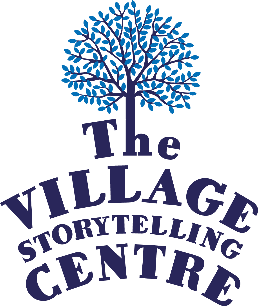 The
VILLAGE
STORYTELLING
CENTRE